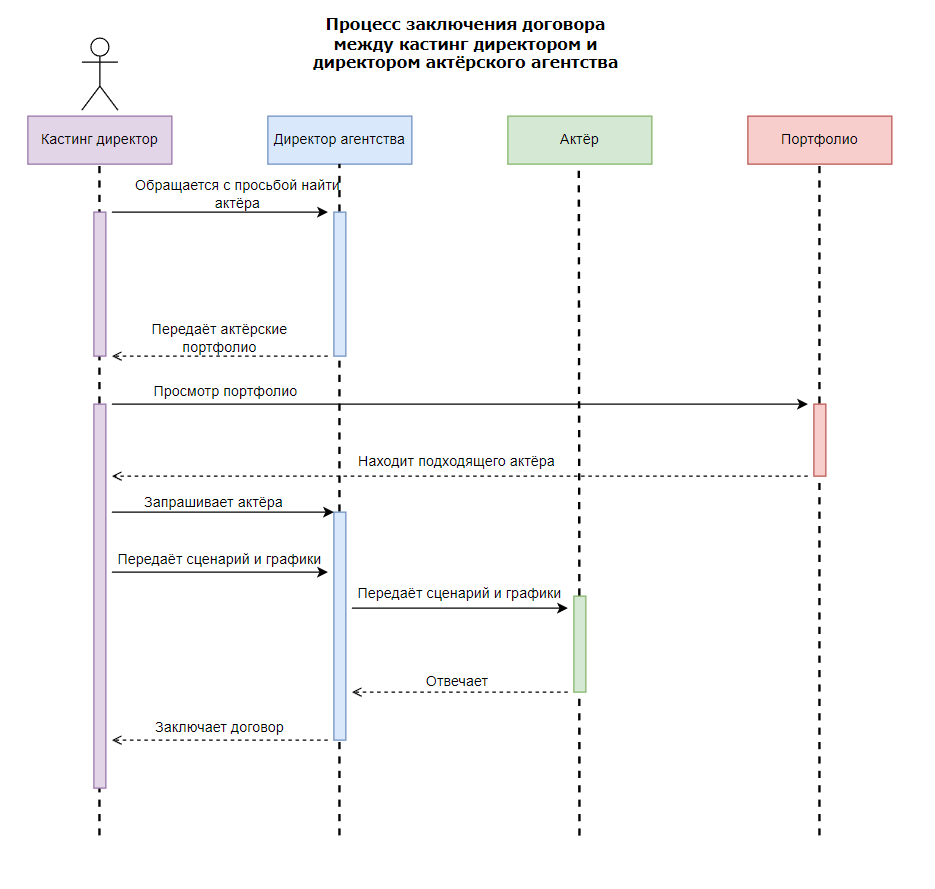 Процесс заключения договора
между кастинг директором и
директором актёрского агентства
Кастинг директор
Директор агентства
Актёр
Портфолио
Обращается с просьбой найти
актёра
Передаёт актёрские
портфолио
Просмотр портфолио
Находит подходящего актёра
Запрашивает актёра
Передаёт сценарий и графики
Передаёт сценарий и графики
Отвечает
Заключает договор